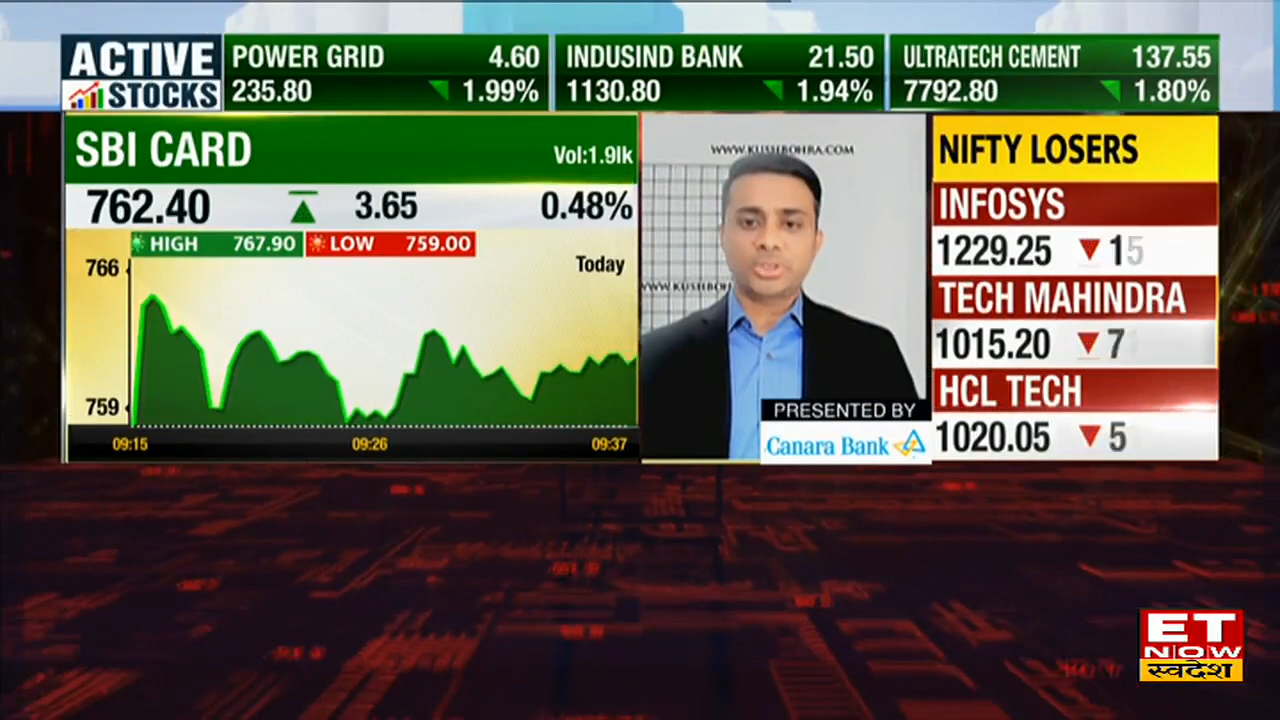 ACTIVE STOCKS
POWER GRID 4.60
235.80 1.99%
INDUSIND BANK 21.50
1130.80 1.94%
ULTRATECH CEMENT 137.55
7792.80 1.80%
SBI CARD Vol:1.9lk
762.40 3.65 0.48%
HIGH 767.90 LOW 759.00
Today
766
759
09:15 09:26 09:37
WWW.KUSHBOHRA.COM
PRESENTED BY
Canara Bank
NIFTY LOSERS
INFOSYS
1229.25 15
TECH MAHINDRA
1015.20 7
HCL TECH
1020.05 5
ET
NOW
स्वदेश